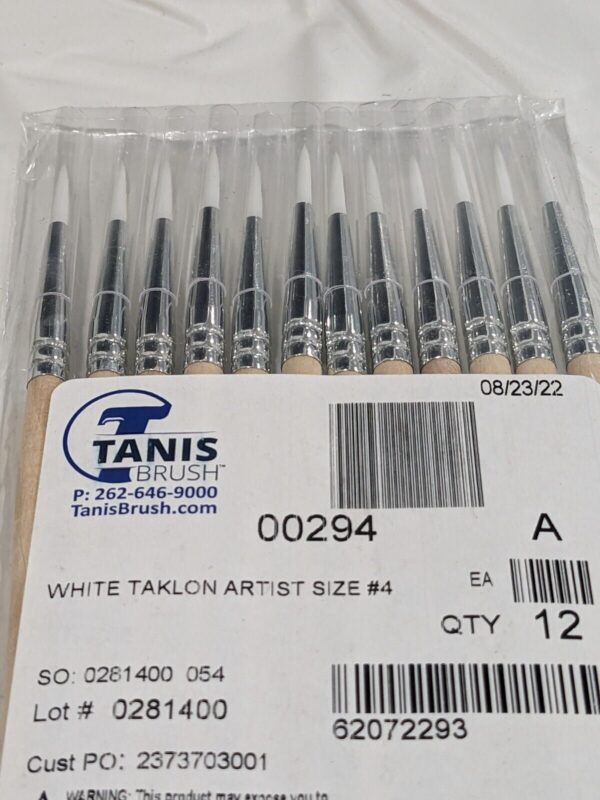 08/23/22
TANIS
BRUSH™
P: 262-646-9000
TanisBrush.com
00294 A
WHITE TAKLON ARTIST SIZE #4 EA
QTY 12
SO: 0281400 054
Lot # 0281400
62072293
Cust PO: 2373703001
WARNING: This product may expose you to